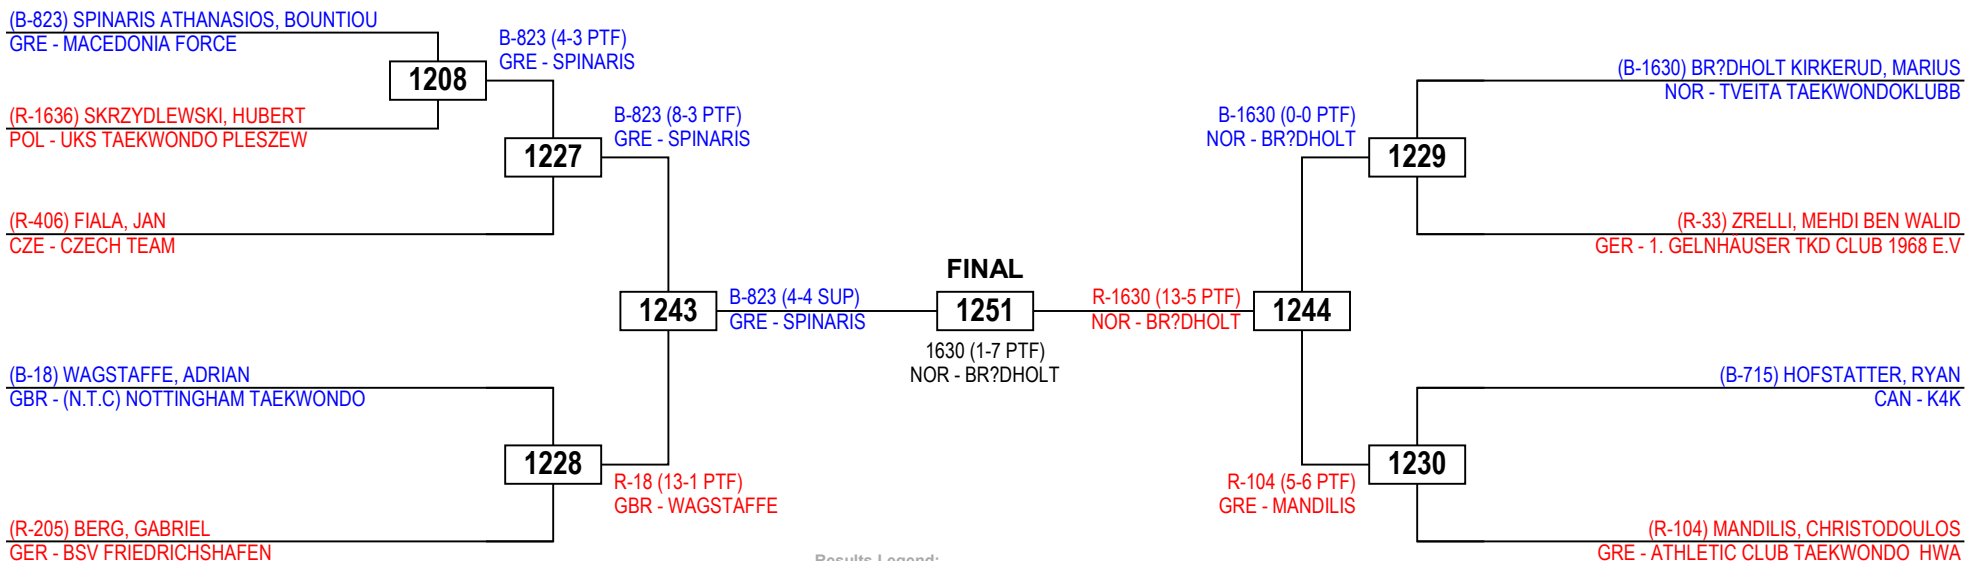 (B-823) SPINARIS ATHANASIOS, BOUNTIOU
GRE - MACEDONIA FORCE
B-823 (4-3 PTF)
GRE - SPINARIS
1208
(R-1636) SKRZYDLEWSKI, HUBERT
POL - UKS TAEKWONDO PLESZEW
B-823 (8-3 PTF)
GRE - SPINARIS
1227
(R-406) FIALA, JAN
CZE - CZECH TEAM
B-823 (4-4 SUP)
GRE - SPINARIS
1243
(B-18) WAGSTAFFE, ADRIAN
GBR - (N.T.C) NOTTINGHAM TAEKWONDO
1228
R-18 (13-1 PTF)
GBR - WAGSTAFFE
(R-205) BERG, GABRIEL
GER - BSV FRIEDRICHSHAFEN
FINAL
1251
1630 (1-7 PTF)
NOR - BR?DHOLT
(B-1630) BR?DHOLT KIRKERUD, MARIUS
NOR - TVEITA TAEKWONDOKLUBB
B-1630 (0-0 PTF)
NOR - BR?DHOLT
1229
(R-33) ZRELLI, MEHDI BEN WALID
GER - 1. GELNHÄUSER TKD CLUB 1968 E.V
R-1630 (13-5 PTF)
NOR - BR?DHOLT
1244
(B-715) HOFSTATTER, RYAN
CAN - K4K
1230
R-104 (5-6 PTF)
GRE - MANDILIS
(R-104) MANDILIS, CHRISTODOULOS
GRE - ATHLETIC CLUB TAEKWONDO HWA
Results Legend: